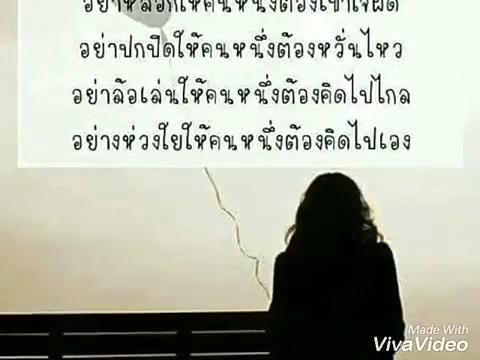 อย่าหลอกให้คนหนึ่งต้องเข้าใจผิด
อย่าปกปิดให้คนหนึ่งต้องหวั่นไหว
อย่าล้อเล่นให้คนหนึ่งต้องคิดไปไกล
อย่างห่วงใยให้คนหนึ่งต้องคิดไปเอง
Made With
VivaVideo